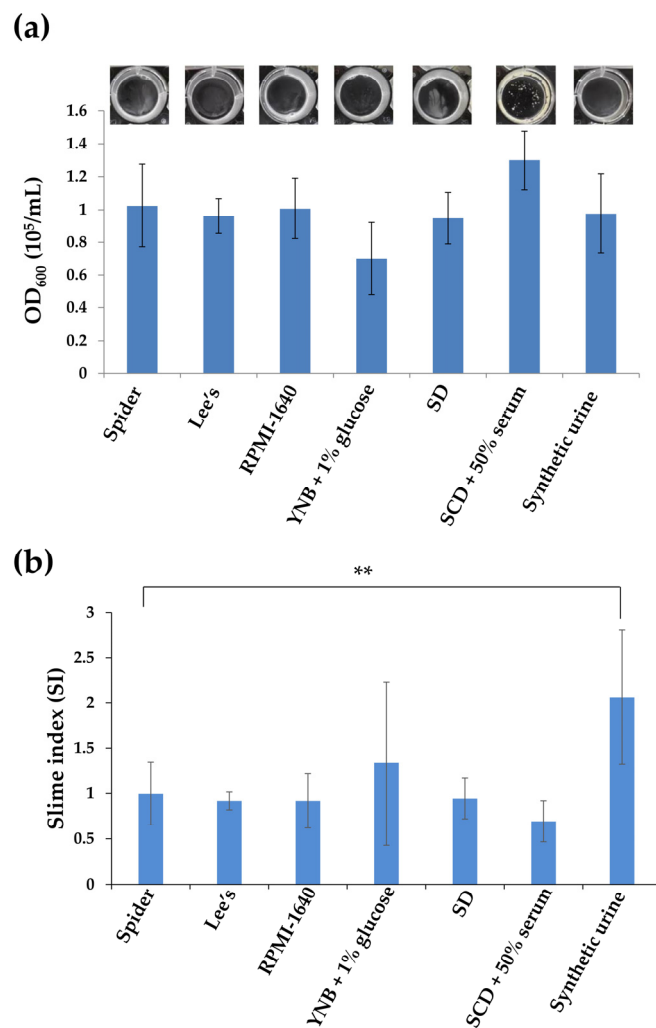 (a)
OD600 (10⁵/mL)
1.6
1.4
1.2
1
0.8
0.6
0.4
0.2
0
Spider
Lee's
RPMI-1640
YNB + 1% glucose
SD
SCD + 50% serum
Synthetic urine
(b)
**
Slime index (SI)
3
2.5
2
1.5
1
0.5
0
Spider
Lee's
RPMI-1640
YNB + 1% glucose
SD
SCD + 50% serum
Synthetic urine